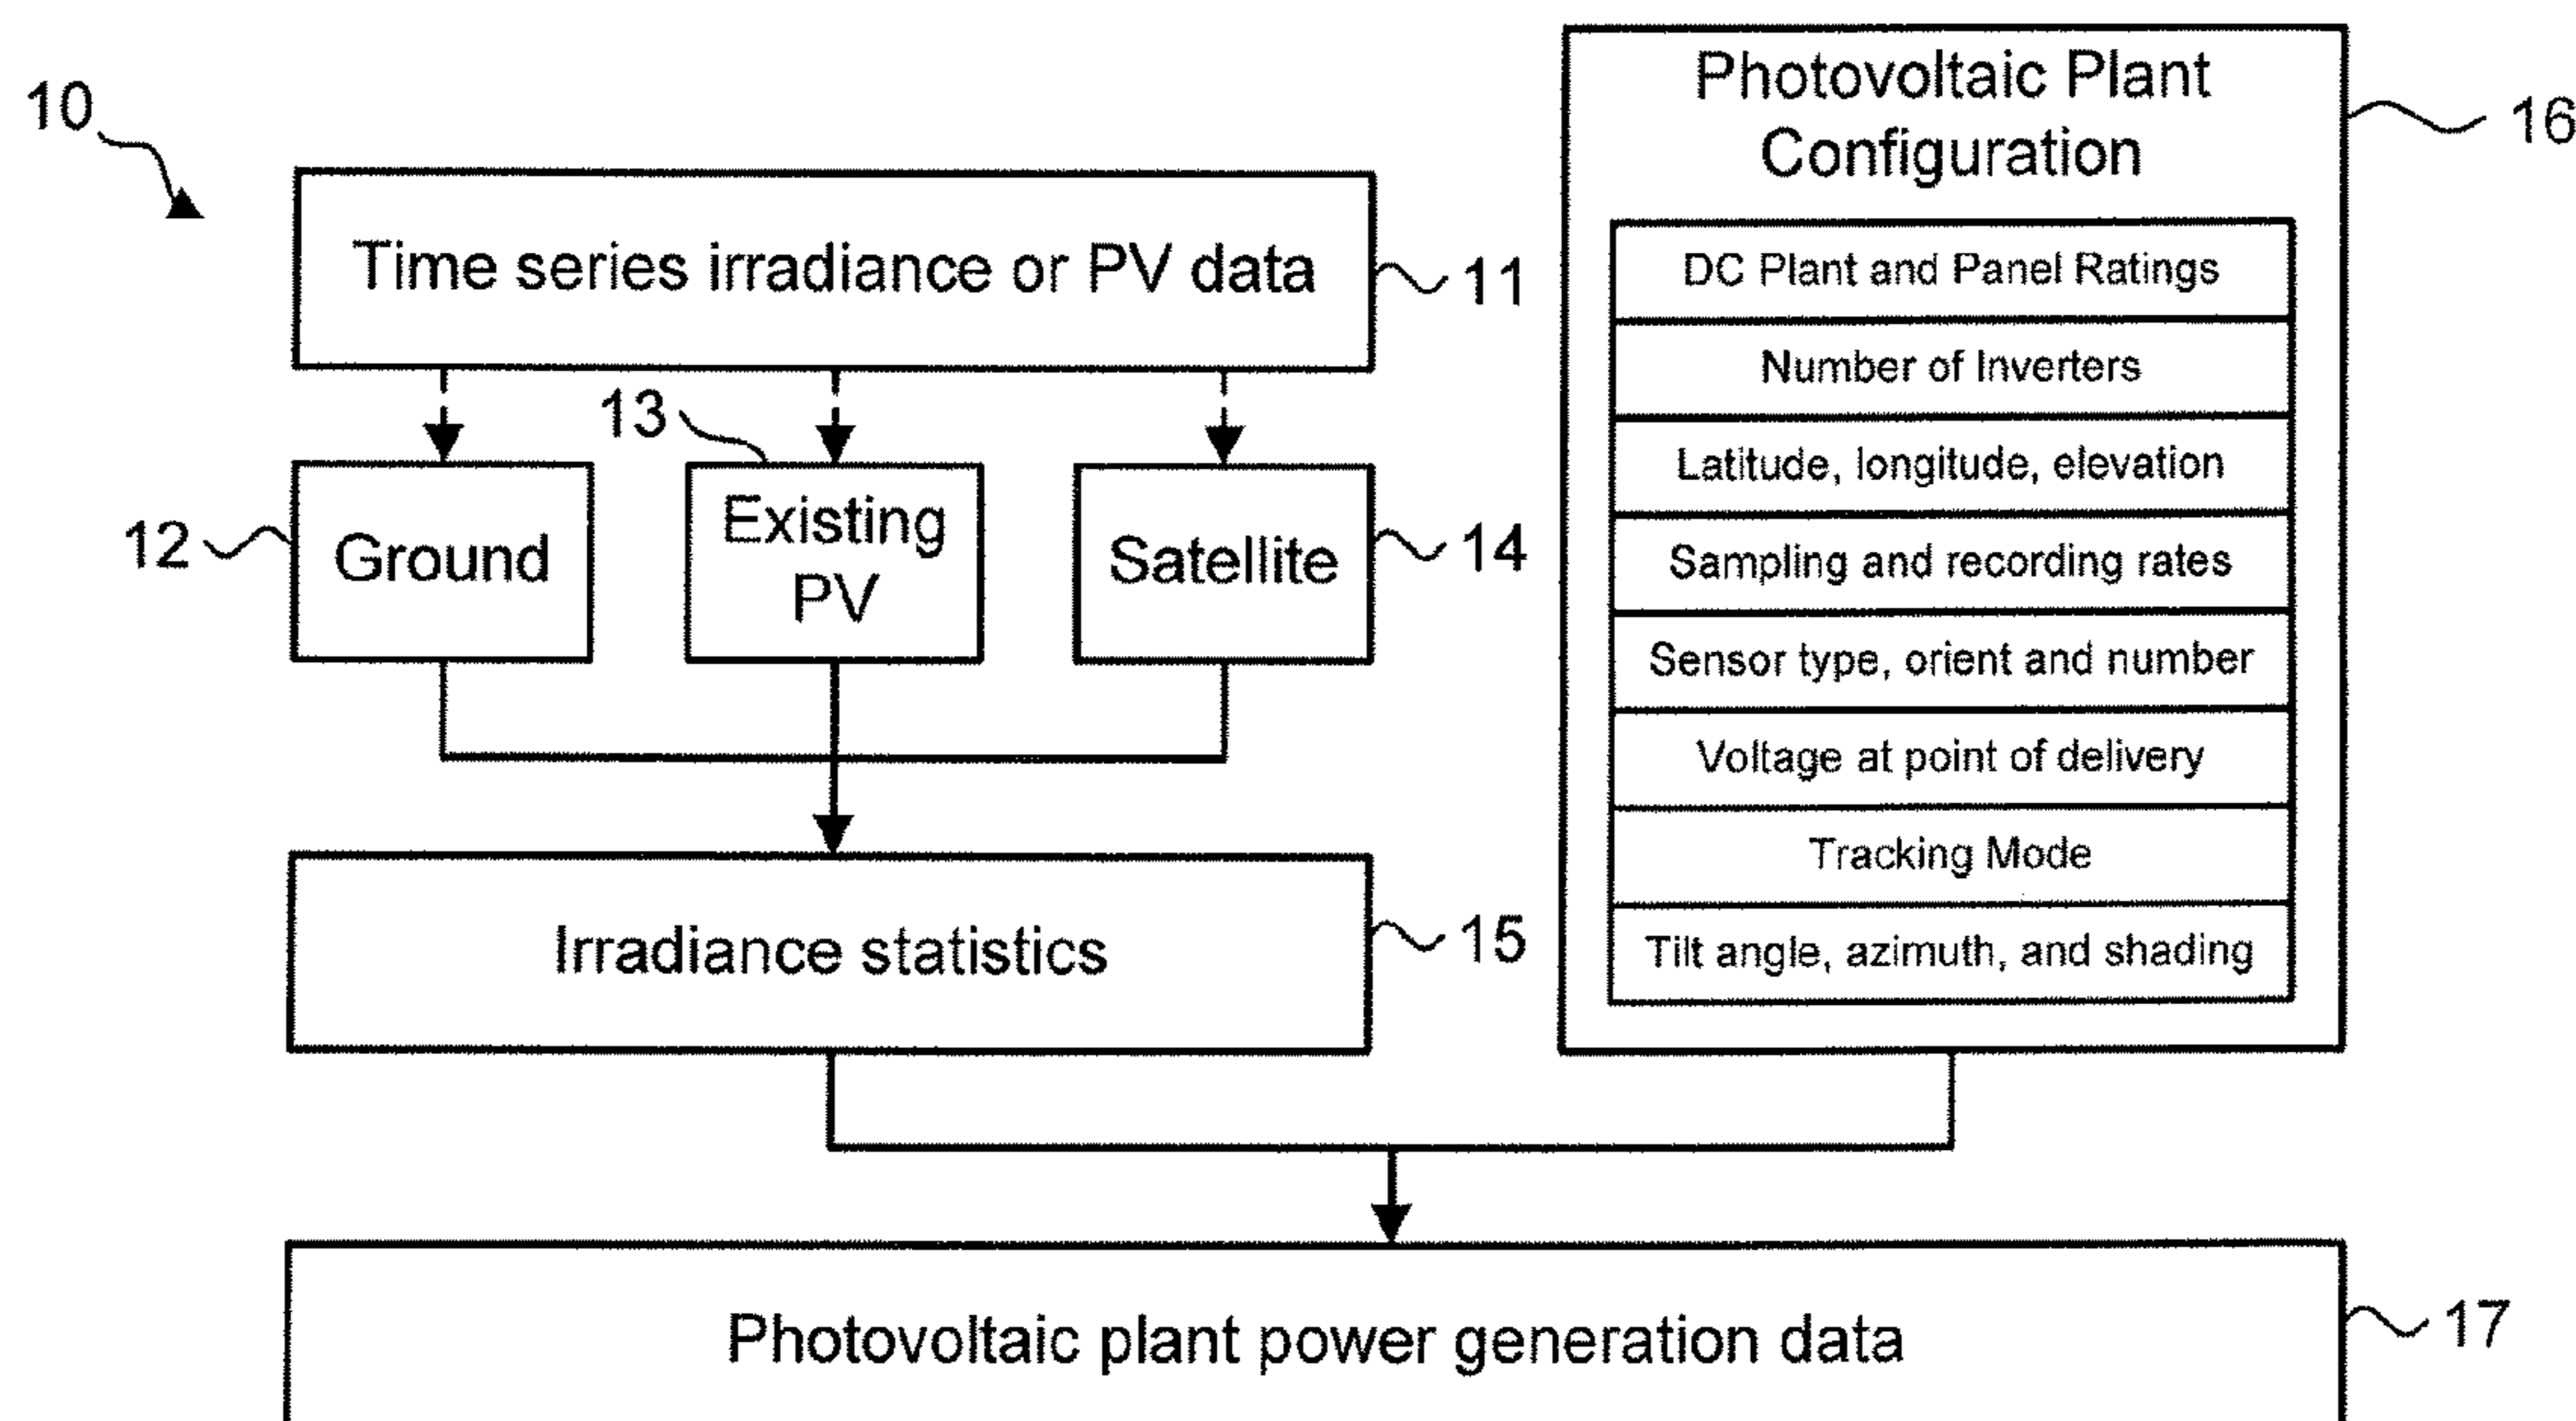 10
Time series irradiance or PV data
11
12
Ground
13
Existing
PV
Satellite
14
Irradiance statistics
15
Photovoltaic Plant
Configuration
16
DC Plant and Panel Ratings
Number of Inverters
Latitude, longitude, elevation
Sampling and recording rates
Sensor type, orient and number
Voltage at point of delivery
Tracking Mode
Tilt angle, azimuth, and shading
Photovoltaic plant power generation data
17